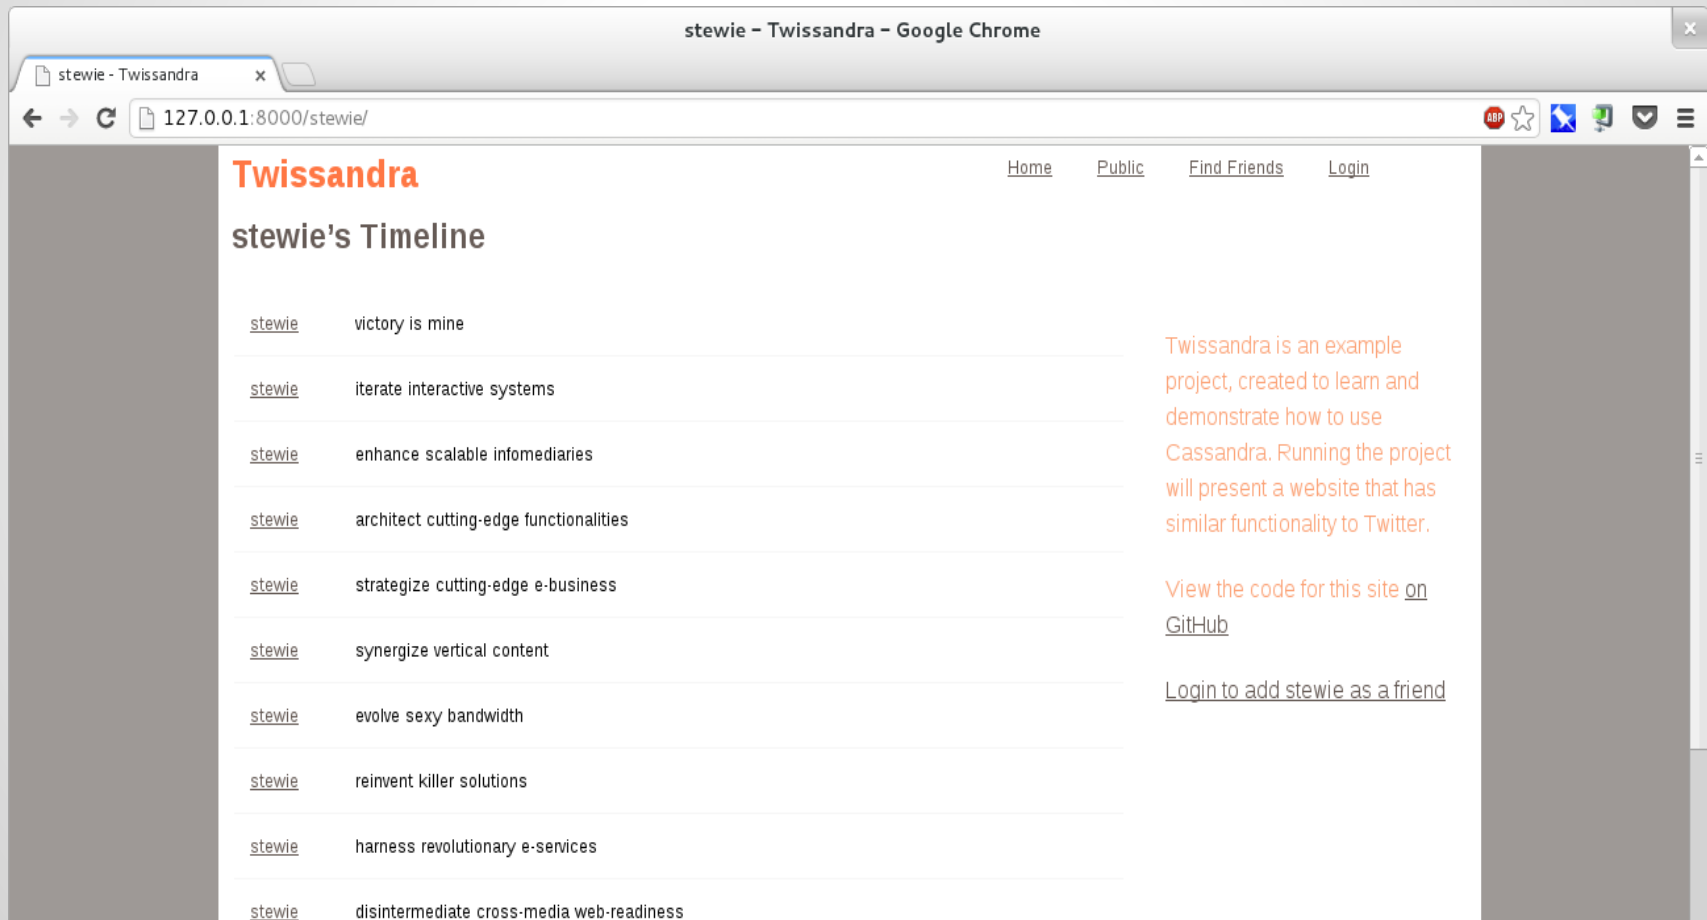 stewie - Twissandra - Google Chrome
stewie - Twissandra
127.0.0.1:8000/stewie/
ABP
Twissandra
Home Public Find Friends Login
stewie's Timeline
stewie victory is mine
stewie iterate interactive systems
stewie enhance scalable infomediaries
stewie architect cutting-edge functionalities
stewie strategize cutting-edge e-business
stewie synergize vertical content
stewie evolve sexy bandwidth
stewie reinvent killer solutions
stewie harness revolutionary e-services
stewie disintermediate cross-media web-readiness
Twissandra is an example
project, created to learn and
demonstrate how to use
Cassandra. Running the project
will present a website that has
similar functionality to Twitter.
View the code for this site on
GitHub
Login to add stewie as a friend